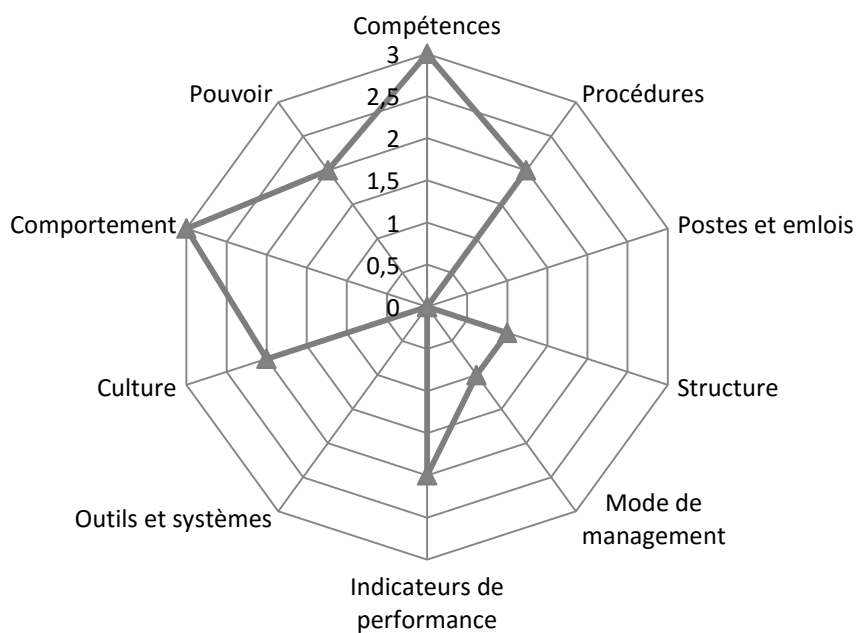 Compétences
3
Pouvoir
2,5
Procédures
2
1,5
Comportement
1
Postes et emlois
0,5
0
Culture
Structure
Outils et systèmes
Mode de
management
Indicateurs de
performance